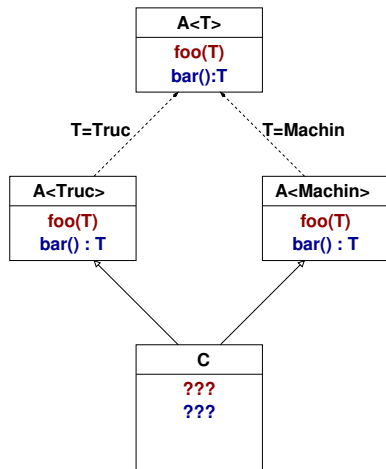 A<T>
foo(T)
bar():T
T=Truc
T=Machin
A<Truc>
foo(T)
bar() : T
A<Machin>
foo(T)
bar() : T
C
???
???